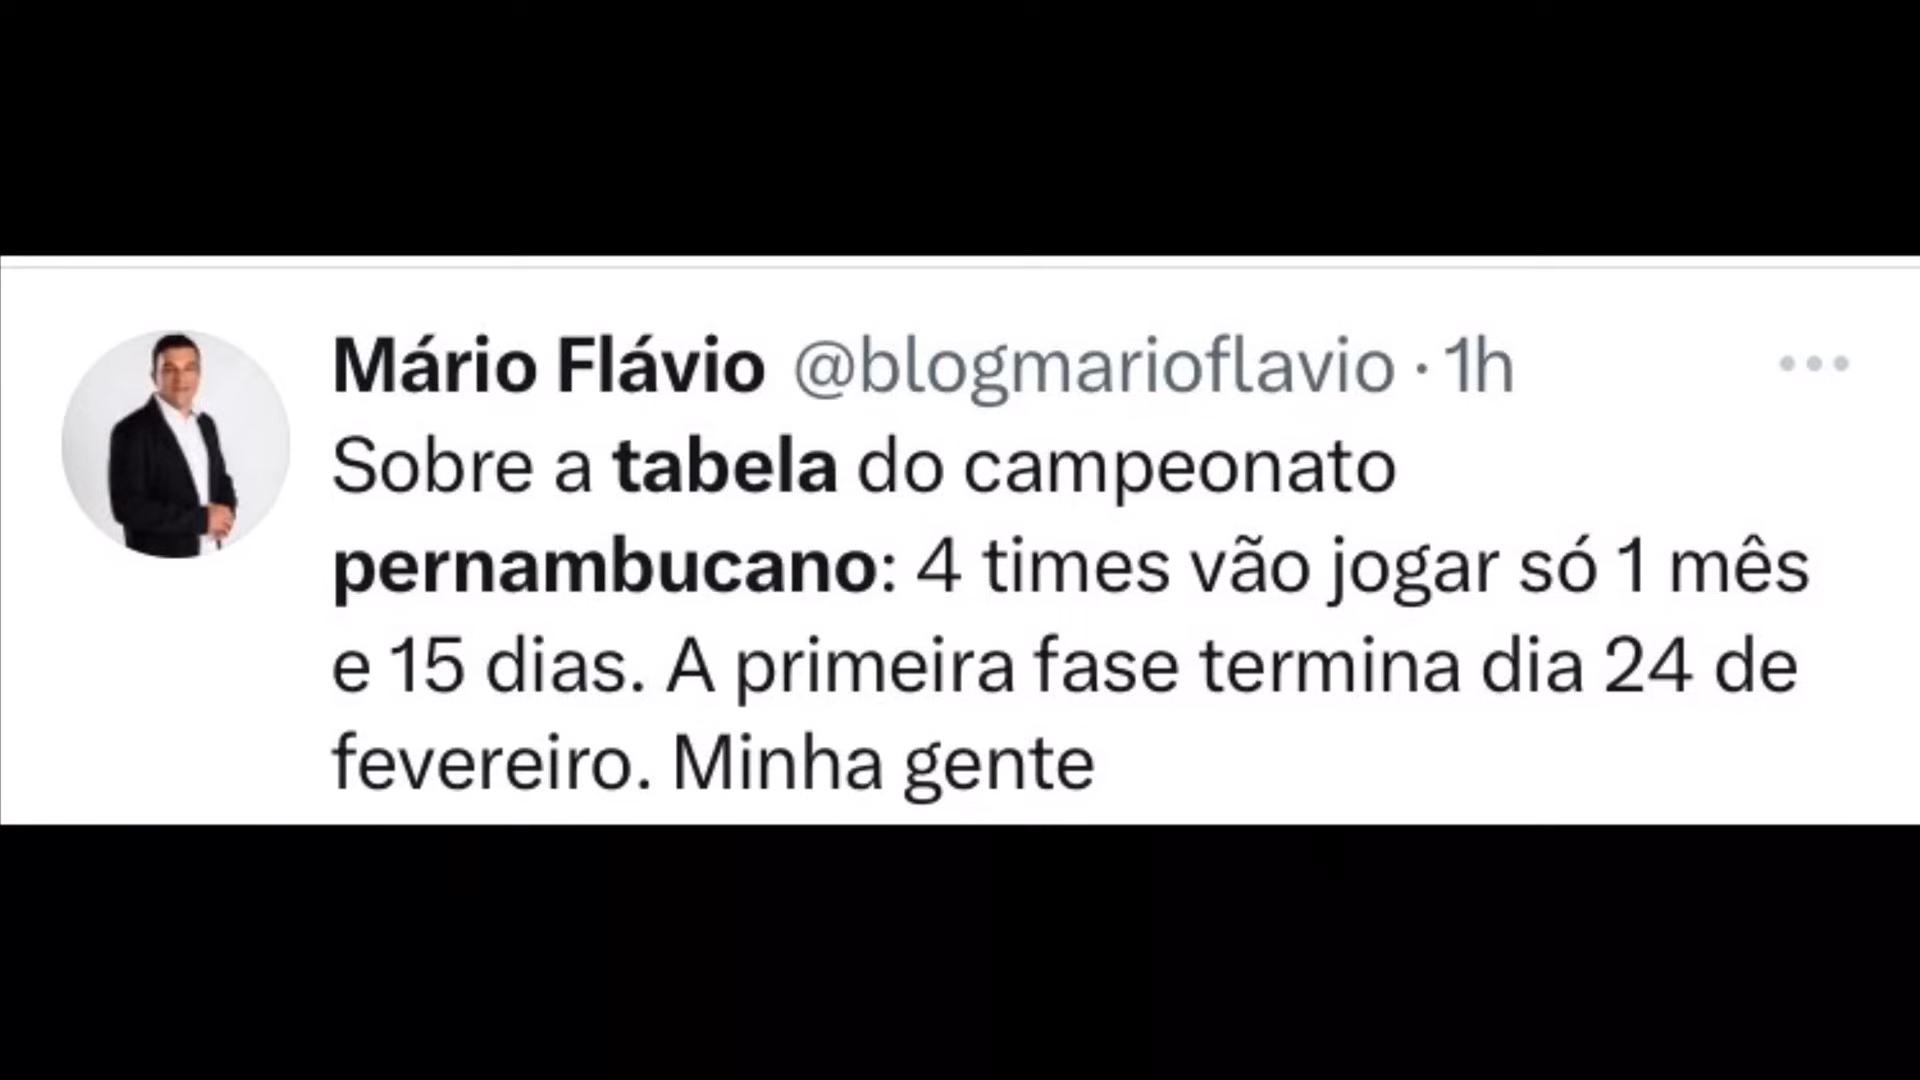 Mário Flávio @blogmarioflavio · 1h
Sobre a tabela do campeonato
pernambucano: 4 times vão jogar só 1 mês
e 15 dias. A primeira fase termina dia 24 de
fevereiro. Minha gente